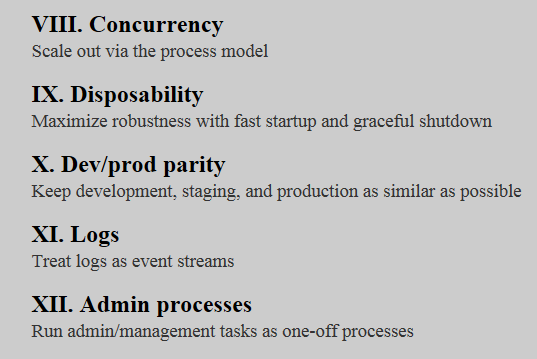 VIII. Concurrency
Scale out via the process model
IX. Disposability
Maximize robustness with fast startup and graceful shutdown
X. Dev/prod parity
Keep development, staging, and production as similar as possible
XI. Logs
Treat logs as event streams
XII. Admin processes
Run admin/management tasks as one-off processes